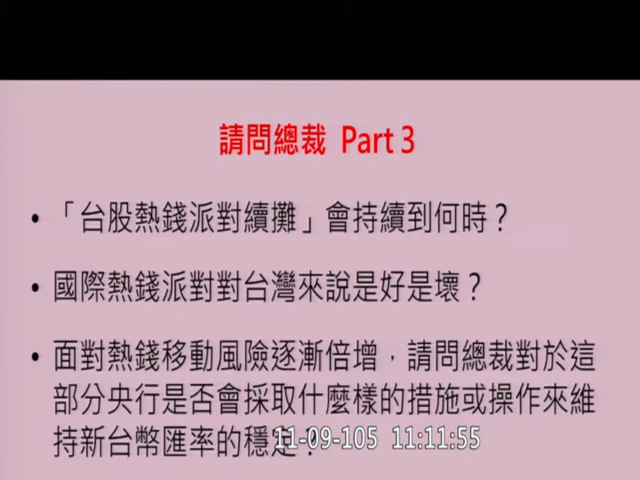 請問總裁 Part 3
• 「台股熱錢派對續攤」會持續到何時？
• 國際熱錢派對對台灣來說是好是壞？
• 面對熱錢移動風險逐漸倍增，請問總裁對於這
部分央行是否會採取什麼樣的措施或操作來維
持新台幣匯率的穩定？
11-09-105 11:11:55